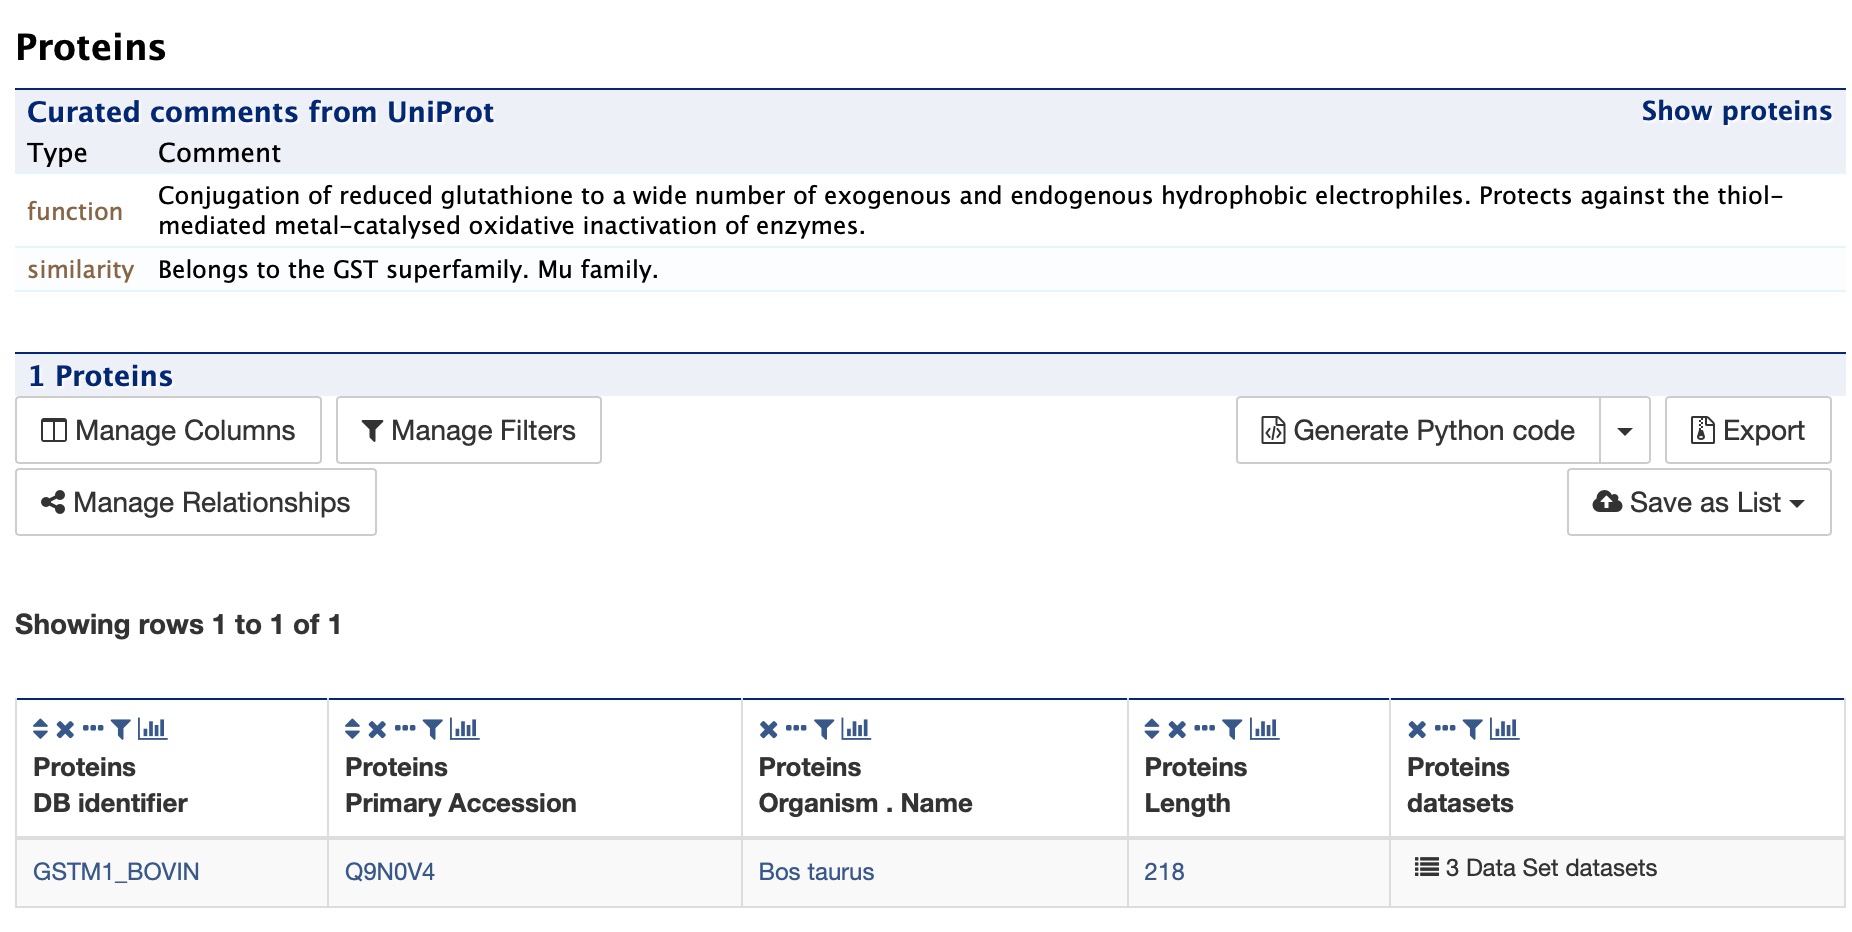 Proteins
Curated comments from UniProt
Show proteins
Type Comment
function Conjugation of reduced glutathione to a wide number of exogenous and endogenous hydrophobic electrophiles. Protects against the thiol-
mediated metal-catalysed oxidative inactivation of enzymes.
similarity Belongs to the GST superfamily. Mu family.
1 Proteins
Manage Columns Manage Filters Generate Python code Export
Manage Relationships Save as List
Showing rows 1 to 1 of 1
Proteins Proteins Proteins Proteins Proteins
DB identifier Primary Accession Organism . Name Length datasets
GSTM1_BOVIN Q9N0V4 Bos taurus 218 3 Data Set datasets